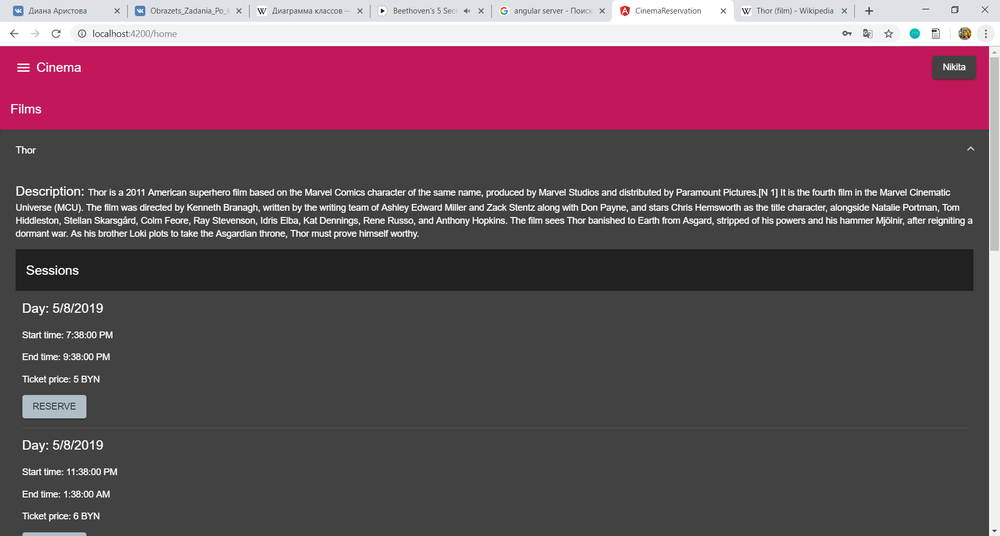 Диана Аристова
Obrazets_Zadania_Po_
Диаграмма классов —
Beethoven's 5 Secr
angular server - Поиск
CinemaReservation
Thor (film) - Wikipedia
localhost:4200/home
Cinema
Nikita
Films
Thor
Description: Thor is a 2011 American superhero film based on the Marvel Comics character of the same name, produced by Marvel Studios and distributed by Paramount Pictures.[N 1] It is the fourth film in the Marvel Cinematic
Universe (MCU). The film was directed by Kenneth Branagh, written by the writing team of Ashley Edward Miller and Zack Stentz along with Don Payne, and stars Chris Hemsworth as the title character, alongside Natalie Portman, Tom
Hiddleston, Stellan Skarsgård, Colm Feore, Ray Stevenson, Idris Elba, Kat Dennings, Rene Russo, and Anthony Hopkins. The film sees Thor banished to Earth from Asgard, stripped of his powers and his hammer Mjölnir, after reigniting a
dormant war. As his brother Loki plots to take the Asgardian throne, Thor must prove himself worthy.
Sessions
Day: 5/8/2019
Start time: 7:38:00 PM
End time: 9:38:00 PM
Ticket price: 5 BYN
RESERVE
Day: 5/8/2019
Start time: 11:38:00 PM
End time: 1:38:00 AM
Ticket price: 6 BYN